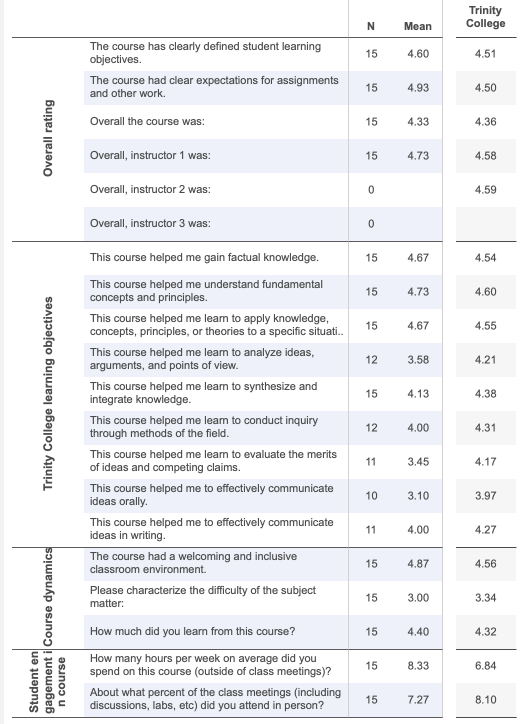 Trinity
College
N Mean
Overall rating
The course has clearly defined student learning
objectives.
15 4.60 4.51
The course had clear expectations for assignments
and other work.
15 4.93 4.50
Overall the course was: 15 4.33 4.36
Overall, instructor 1 was: 15 4.73 4.58
Overall, instructor 2 was: 0 4.59
Overall, instructor 3 was: 0
Trinity College learning objectives
This course helped me gain factual knowledge. 15 4.67 4.54
This course helped me understand fundamental
concepts and principles.
15 4.73 4.60
This course helped me learn to apply knowledge,
concepts, principles, or theories to a specific situati..
15 4.67 4.55
This course helped me learn to analyze ideas,
arguments, and points of view.
12 3.58 4.21
This course helped me learn to synthesize and
integrate knowledge.
15 4.13 4.38
This course helped me learn to conduct inquiry
through methods of the field.
12 4.00 4.31
This course helped me learn to evaluate the merits
of ideas and competing claims.
11 3.45 4.17
This course helped me to effectively communicate
ideas orally.
10 3.10 3.97
This course helped me to effectively communicate
ideas in writing.
11 4.00 4.27
Course dynamics
The course had a welcoming and inclusive
classroom environment.
15 4.87 4.56
Please characterize the difficulty of the subject
matter:
15 3.00 3.34
How much did you learn from this course? 15 4.40 4.32
Student en
gagement i
n course
How many hours per week on average did you
spend on this course (outside of class meetings)?
15 8.33 6.84
About what percent of the class meetings (including
discussions, labs, etc) did you attend in person?
15 7.27 8.10